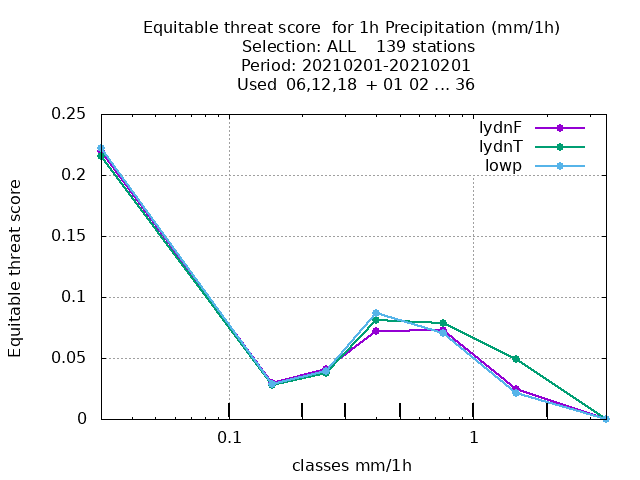 Equitable threat score  for 1h Precipitation (mm/1h)
Selection: ALL    139 stations
Period: 20210201-20210201
Used  06,12,18  + 01 02 ... 36
0.25
lydnF
lydnT
lowp
0.2
0.15
0.1
0.05
0
Equitable threat score
0.1
1
classes mm/1h